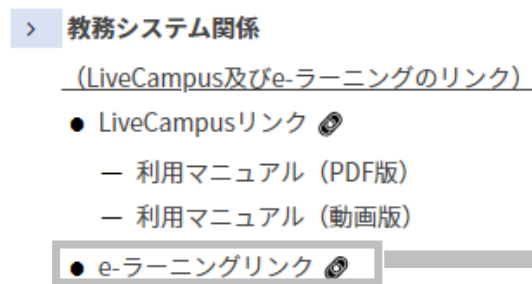 教務システム関係
（LiveCampus及びe-ラーニングのリンク）
● LiveCampusリンク
— 利用マニュアル（PDF版）
— 利用マニュアル（動画版）
● e-ラーニングリンク